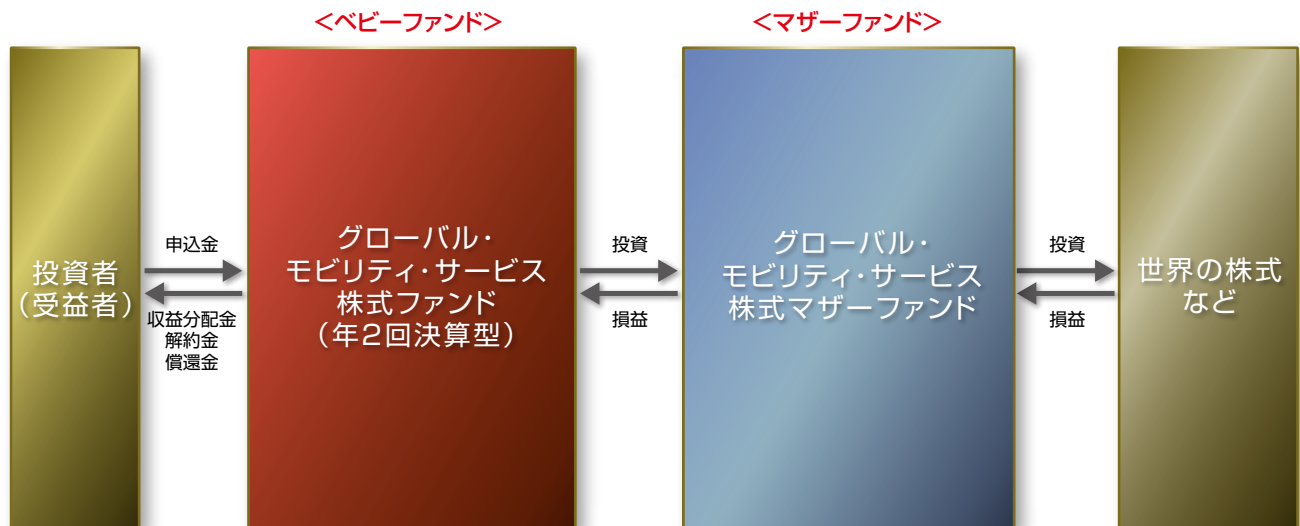 <ベビーファンド>
<マザーファンド>
投資者
(受益者)
申込金
収益分配金
解約金
償還金
グローバル・
モビリティ・サービス
株式ファンド
(年2回決算型)
投資
損益
グローバル・
モビリティ・サービス
株式マザーファンド
投資
損益
世界の株式
など